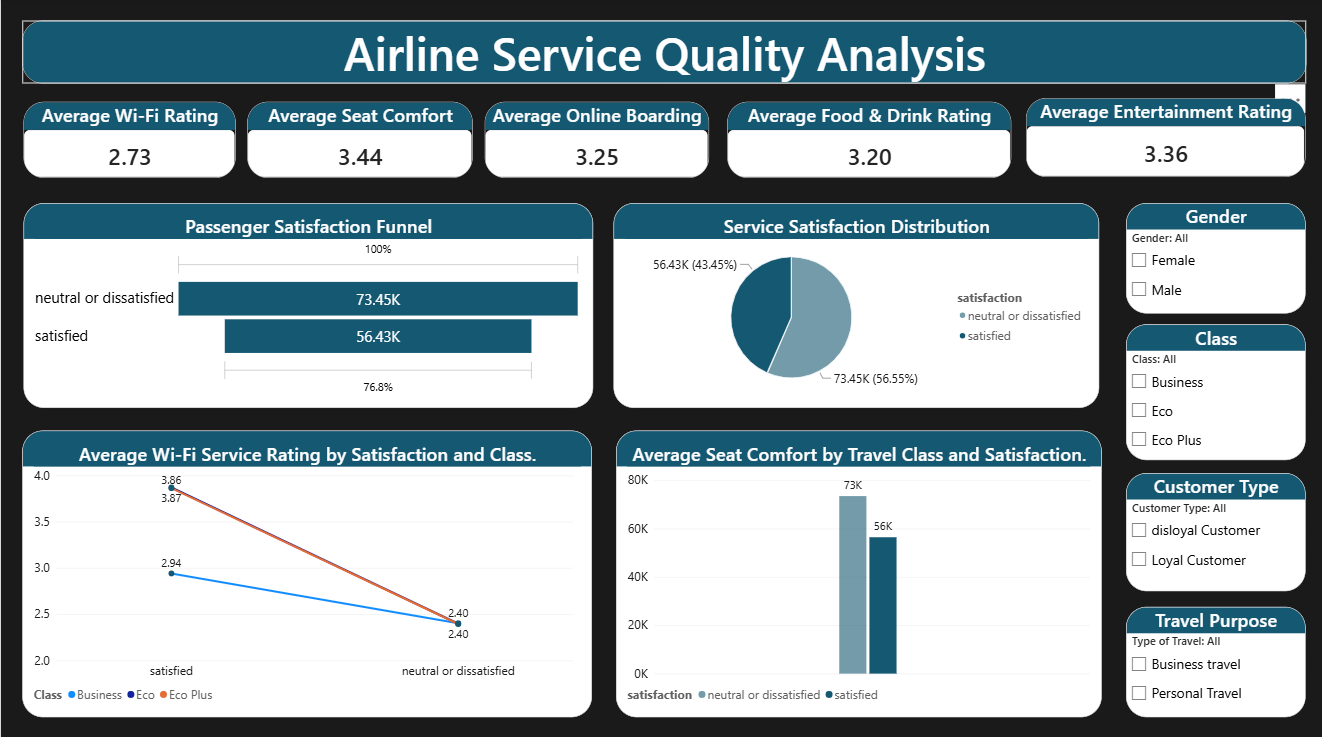 Airline Service Quality Analysis
Average Wi-Fi Rating
2.73
Average Seat Comfort
3.44
Average Online Boarding
3.25
Average Food & Drink Rating
3.20
Average Entertainment Rating
3.36
Passenger Satisfaction Funnel
100%
neutral or dissatisfied
73.45K
satisfied
56.43K
76.8%
Service Satisfaction Distribution
56.43K (43.45%)
73.45K (56.55%)
satisfaction
neutral or dissatisfied
satisfied
Gender
Gender: All
Female
Male
Class
Class: All
Business
Eco
Eco Plus
Average Wi-Fi Service Rating by Satisfaction and Class.
4.0
3.5
3.0
2.5
2.0
3.86
3.87
2.94
2.40
2.40
satisfied
neutral or dissatisfied
Class Business Eco Eco Plus
Average Seat Comfort by Travel Class and Satisfaction.
80K
60K
40K
20K
0K
73K
56K
satisfaction neutral or dissatisfied satisfied
Customer Type
Customer Type: All
disloyal Customer
Loyal Customer
Travel Purpose
Type of Travel: All
Business travel
Personal Travel